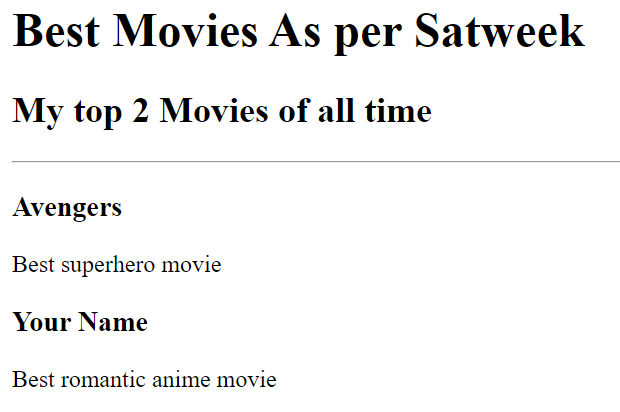 Best Movies As per Satweek
My top 2 Movies of all time
Avengers
Best superhero movie
Your Name
Best romantic anime movie